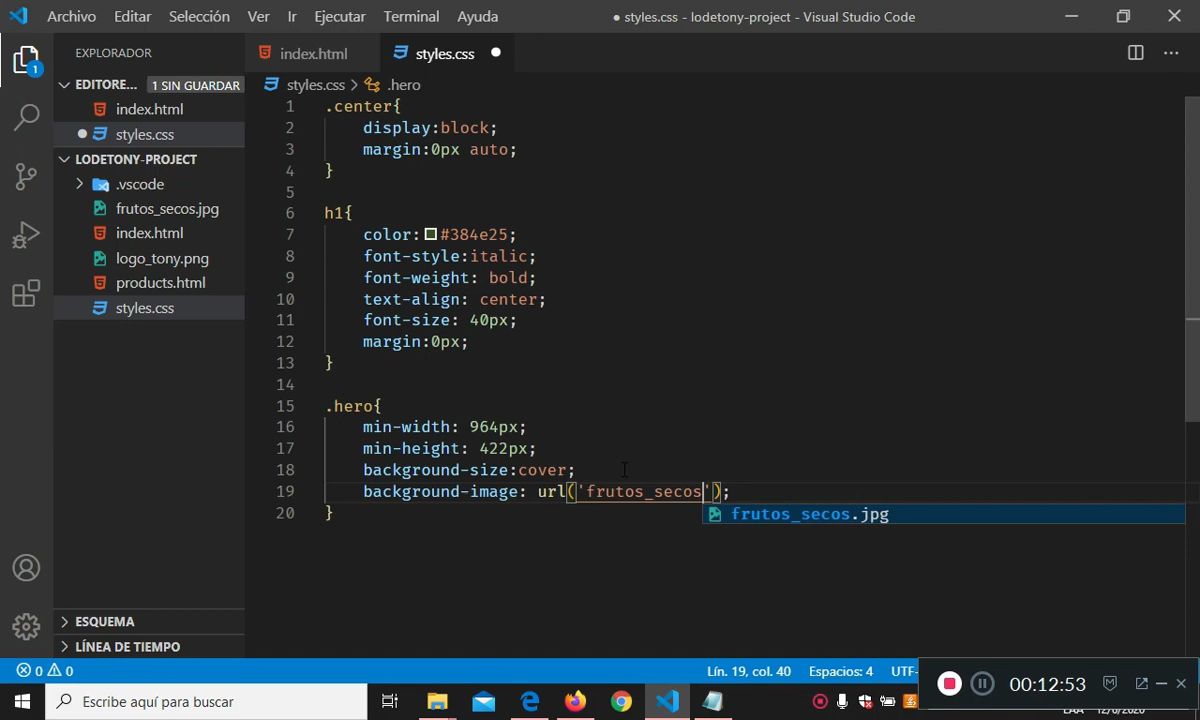 Archivo Editar Selección Ver Ir Ejecutar Terminal Ayuda ● styles.css - lodetony-project - Visual Studio Code
EXPLORADOR
EDITORE... 1 SIN GUARDAR
index.html
styles.css
LODETONY-PROJECT
.vscode
frutos_secos.jpg
index.html
logo_tony.png
products.html
styles.css
ESQUEMA
LÍNEA DE TIEMPO
1
index.html styles.css
styles.css > .hero
1 .center{
2 display:block;
3 margin:0px auto;
4 }
5
6 h1{
7 color:#384e25;
8 font-style:italic;
9 font-weight: bold;
10 text-align: center;
11 font-size: 40px;
12 margin:0px;
13 }
14
15 .hero{
16 min-width: 964px;
17 min-height: 422px;
18 background-size:cover;
19 background-image: url('frutos_secos');
20 }
frutos_secos.jpg
0 0 Lín. 19, col. 40 Espacios: 4 UTF-
00:12:53
Escribe aquí para buscar